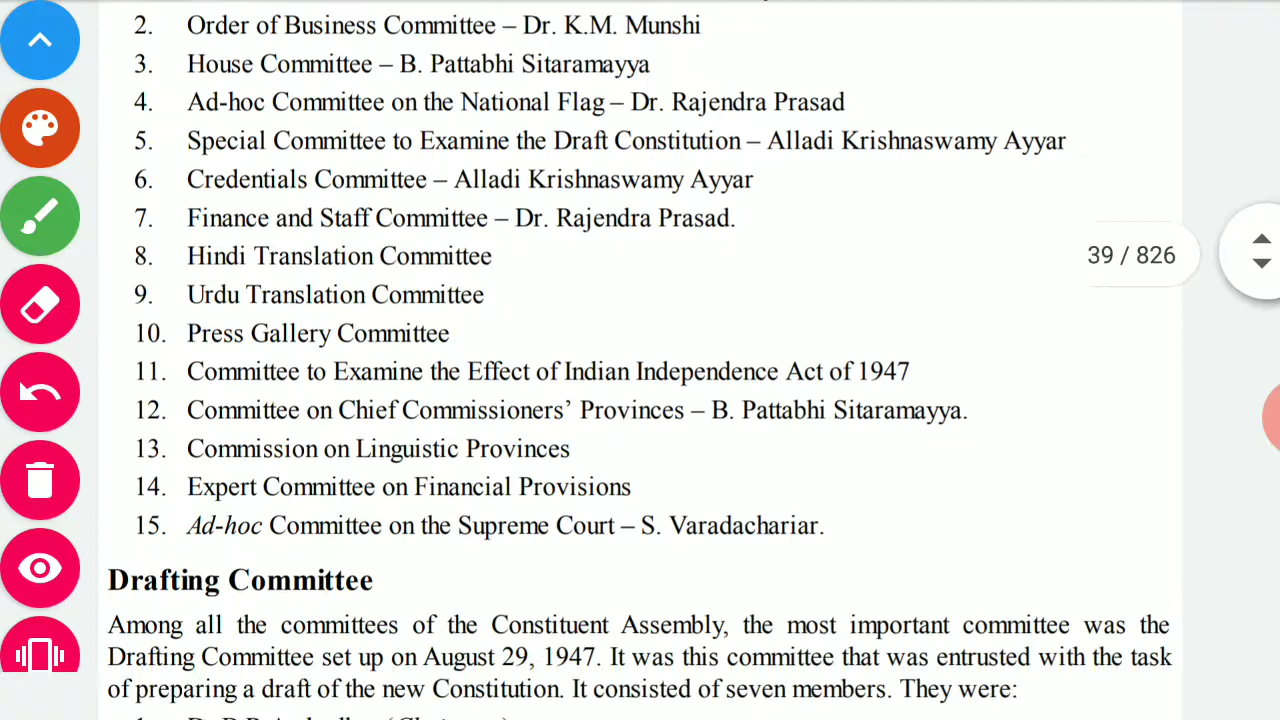 2. Order of Business Committee – Dr. K.M. Munshi
3. House Committee – B. Pattabhi Sitaramayya
4. Ad-hoc Committee on the National Flag – Dr. Rajendra Prasad
5. Special Committee to Examine the Draft Constitution – Alladi Krishnaswamy Ayyar
6. Credentials Committee – Alladi Krishnaswamy Ayyar
7. Finance and Staff Committee – Dr. Rajendra Prasad.
8. Hindi Translation Committee
39 / 826
9. Urdu Translation Committee
10. Press Gallery Committee
11. Committee to Examine the Effect of Indian Independence Act of 1947
12. Committee on Chief Commissioners’ Provinces – B. Pattabhi Sitaramayya.
13. Commission on Linguistic Provinces
14. Expert Committee on Financial Provisions
15. Ad-hoc Committee on the Supreme Court – S. Varadachariar.
Drafting Committee
Among all the committees of the Constituent Assembly, the most important committee was the
Drafting Committee set up on August 29, 1947. It was this committee that was entrusted with the task
of preparing a draft of the new Constitution. It consisted of seven members. They were: